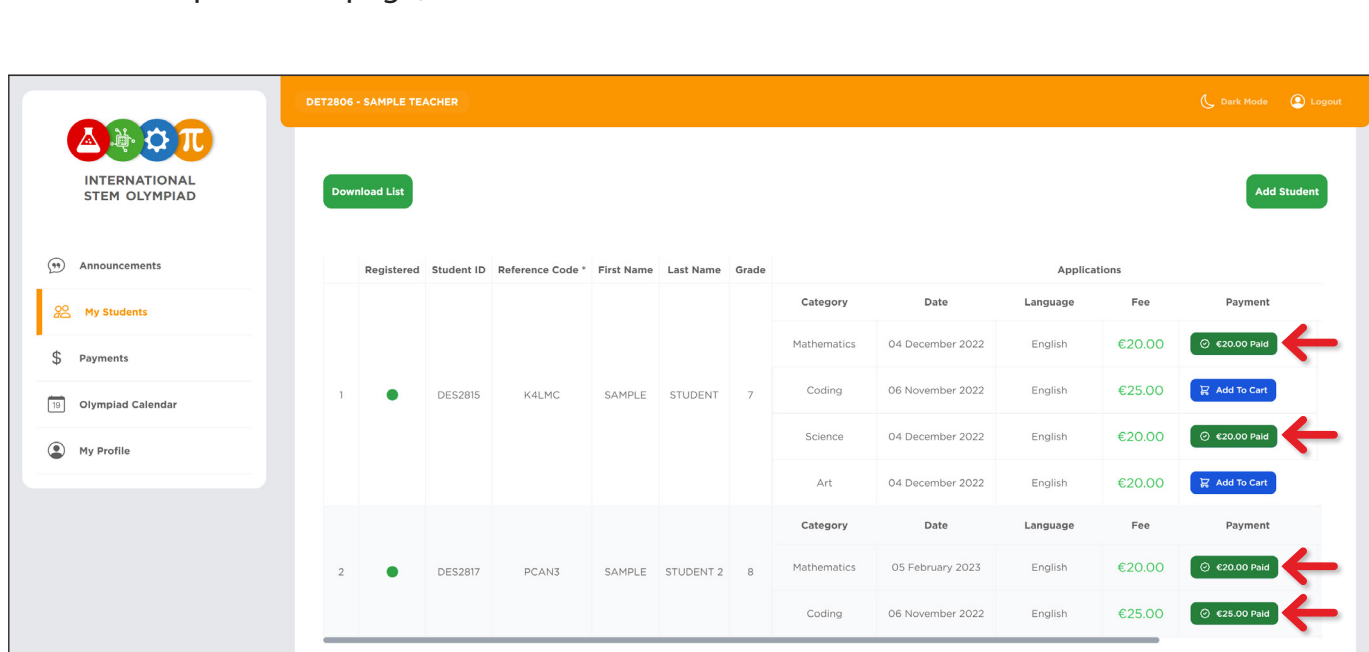 DET2806 - SAMPLE TEACHER
Dark Mode
Logout
INTERNATIONAL
STEM OLYMPIAD
Announcements
My Students
Payments
19
Olympiad Calendar
My Profile
Download List
Add Student
Registered Student ID Reference Code * First Name Last Name Grade Applications
Category Date Language Fee Payment
Mathematics 04 December 2022 English €20.00 €20.00 Paid
1 DES2815 K4LMC SAMPLE STUDENT 7 Coding 06 November 2022 English €25.00 Add To Cart
Science 04 December 2022 English €20.00 €20.00 Paid
Art 04 December 2022 English €20.00 Add To Cart
Category Date Language Fee Payment
2 DES2817 PCAN3 SAMPLE STUDENT 2 8 Mathematics 05 February 2023 English €20.00 €20.00 Paid
Coding 06 November 2022 English €25.00 €25.00 Paid